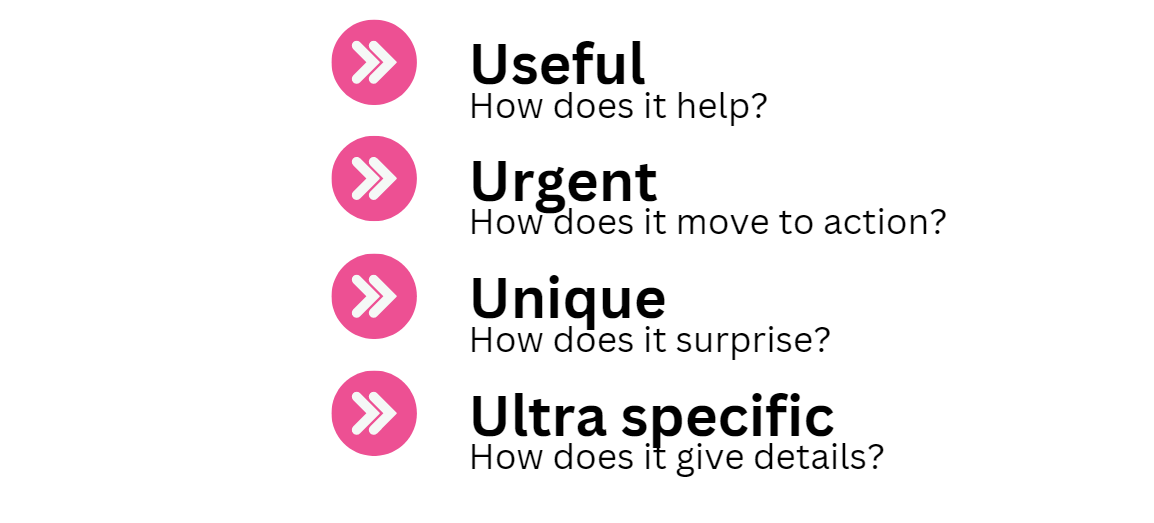 Useful
How does it help?
Urgent
How does it move to action?
Unique
How does it surprise?
Ultra specific
How does it give details?